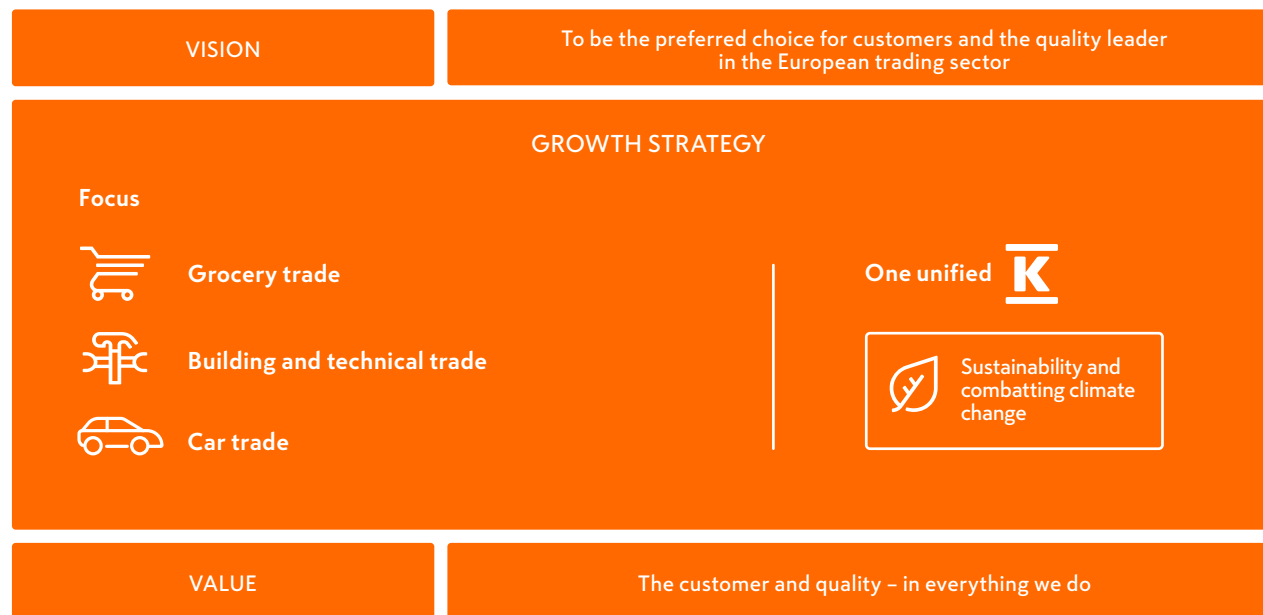 VISION
To be the preferred choice for customers and the quality leader
in the European trading sector
GROWTH STRATEGY
Focus
Grocery trade
Building and technical trade
Car trade
One unified K
Sustainability and
combatting climate
change
VALUE
The customer and quality – in everything we do